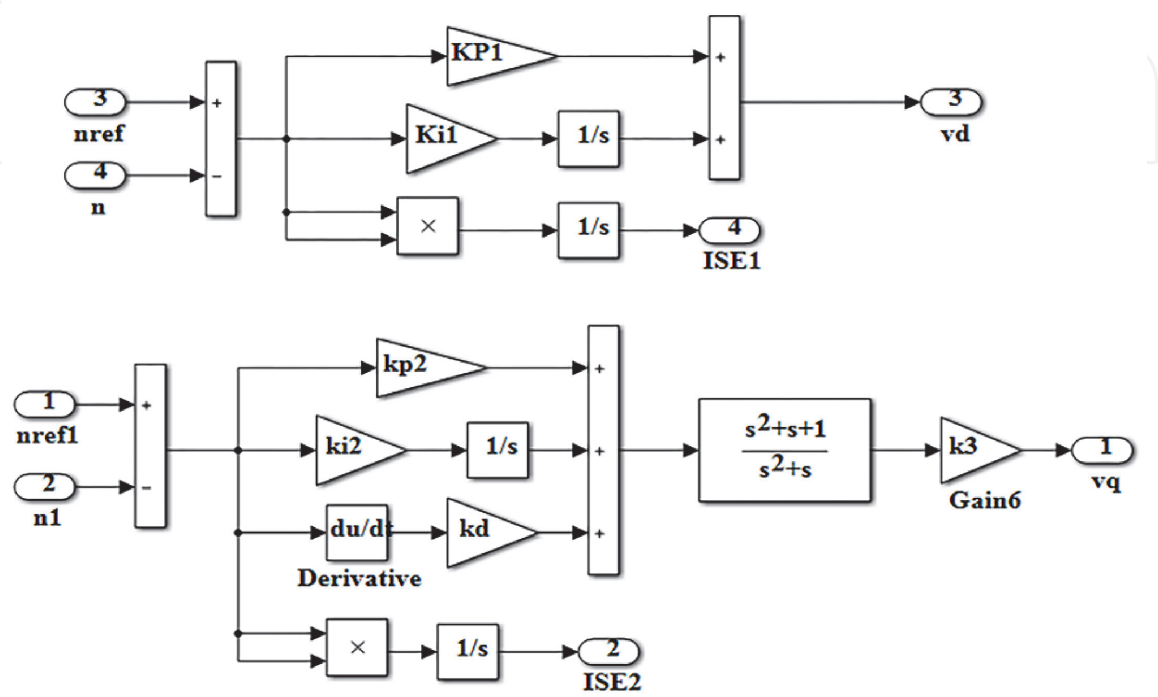 KP1
3
+
+
3
nref
Ki1
1/s
+
vd
4
−
n
×
1/s
4
ISE1
kp2
+
1
+
nref1
ki2
1/s
+
s²+s+1
s²+s
k3
1
Gain6
vq
2
−
n1
du/dt
kd
+
Derivative
×
1/s
2
ISE2